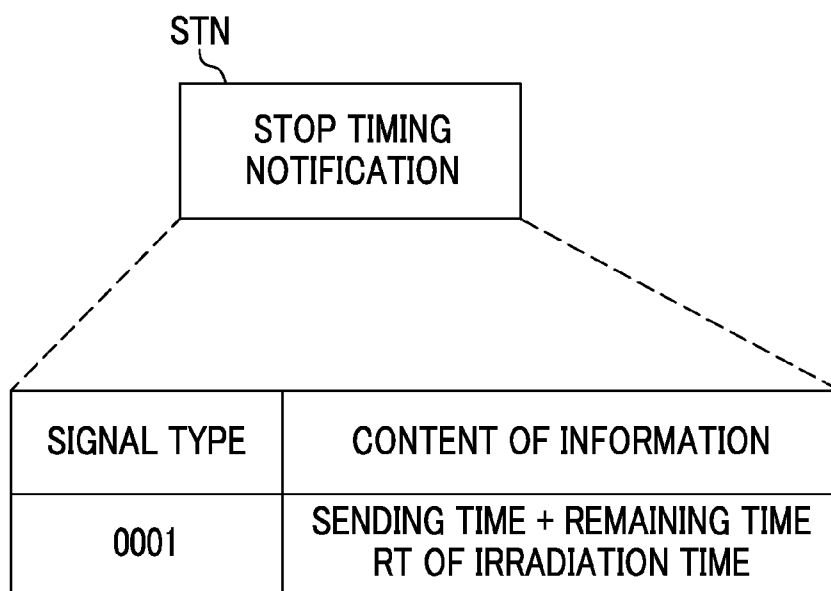 STN
STOP TIMING
NOTIFICATION
SIGNAL TYPE
CONTENT OF INFORMATION
0001
SENDING TIME + REMAINING TIME
RT OF IRRADIATION TIME